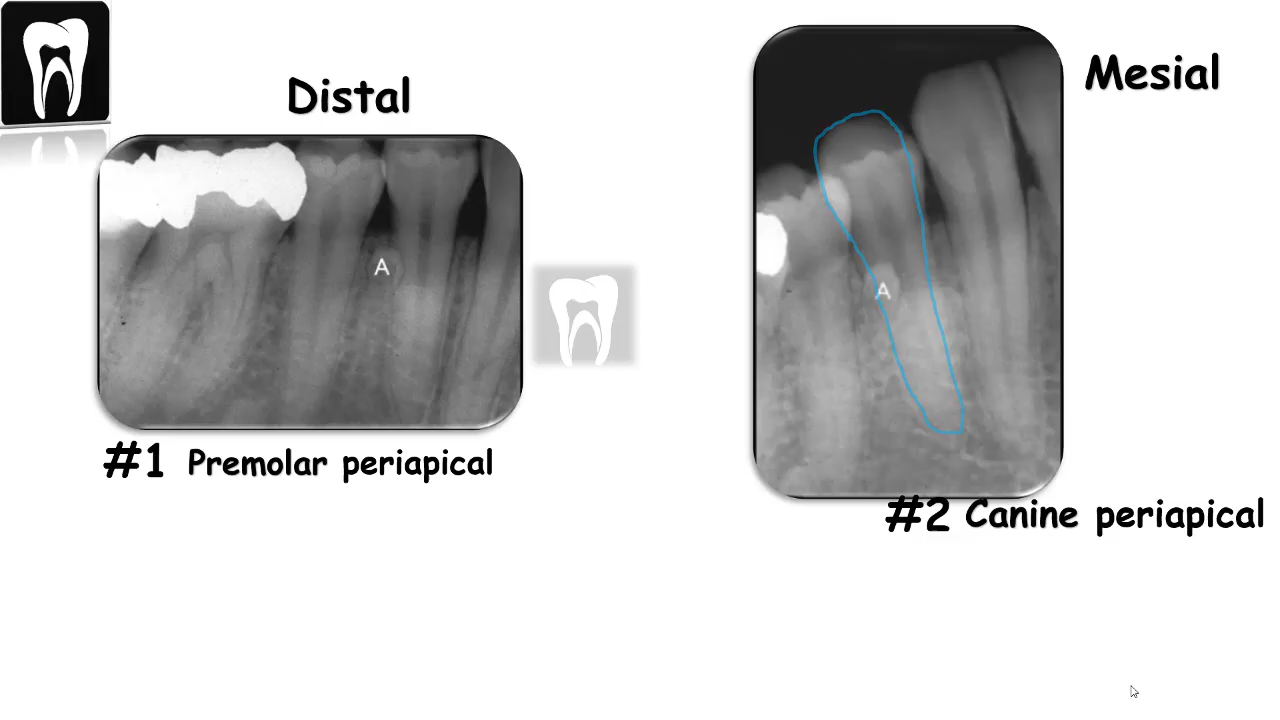 Distal
Mesial
A
A
#1 Premolar periapical
#2 Canine periapical